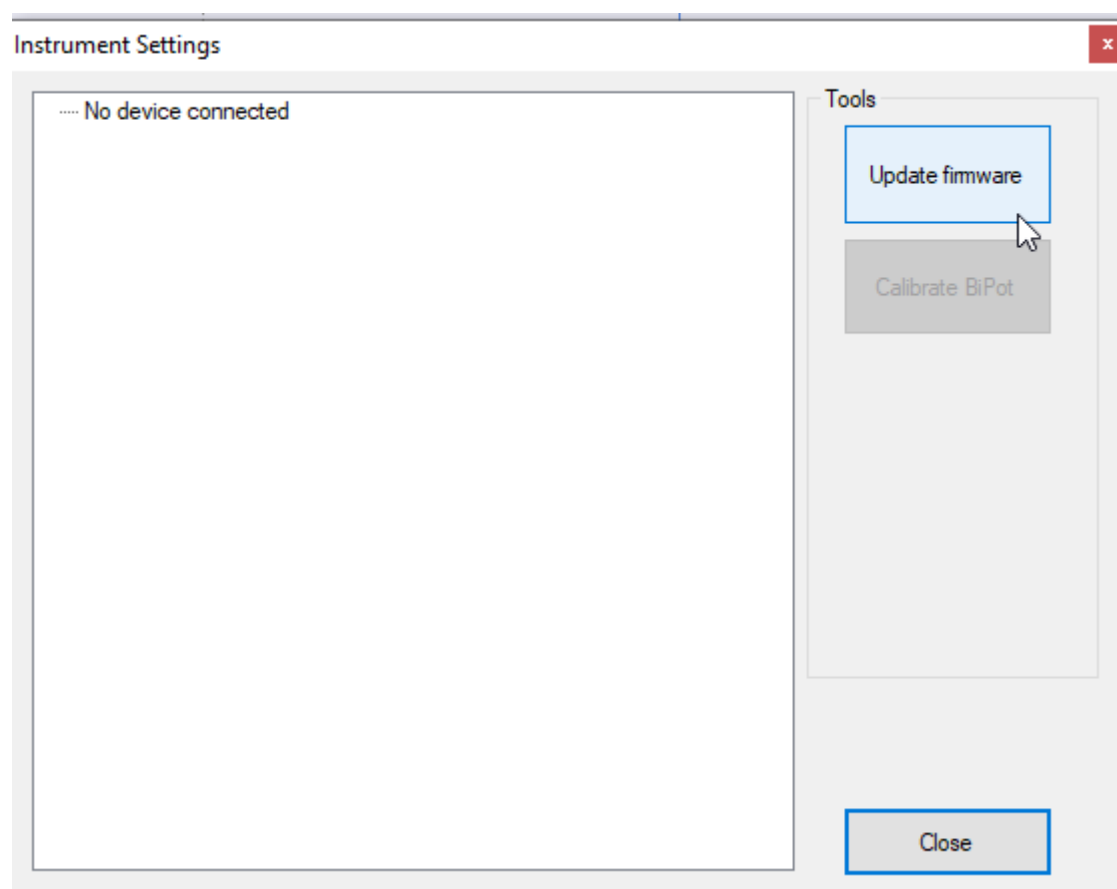 Instrument Settings
x
No device connected
Tools
Update firmware
Calibrate BiPot
Close